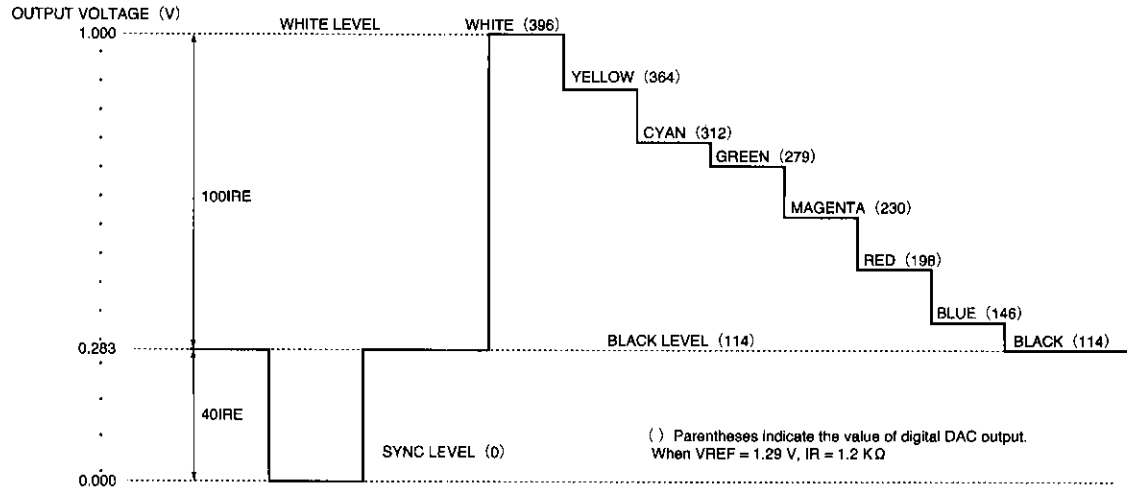 OUTPUT VOLTAGE (V)
1.000
WHITE LEVEL
WHITE (396)
YELLOW (364)
CYAN (312)
GREEN (279)
100IRE
MAGENTA (230)
RED (198)
BLUE (146)
0.283
BLACK LEVEL (114)
BLACK (114)
40IRE
SYNC LEVEL (0)
( ) Parentheses indicate the value of digital DAC output.
When VREF = 1.29 V, IR = 1.2 KΩ
0.000